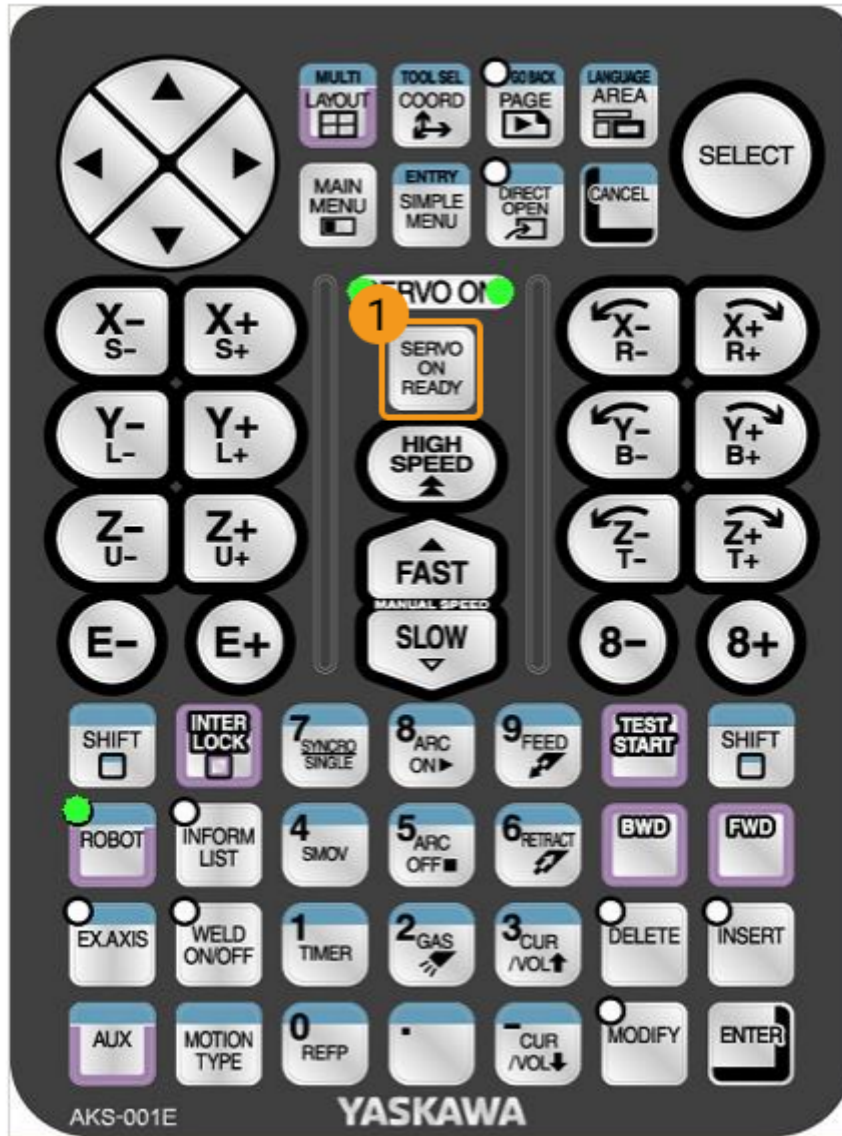 MULTI
LAYOUT
TOOL SEL
COORD
GO BACK
PAGE
LANGUAGE
AREA
SELECT
MAIN
MENU
ENTRY
SIMPLE
MENU
DIRECT
OPEN
CANCEL
SERVO ON
1
SERVO
ON
READY
X-
S-
X+
S+
X-
R-
X+
R+
HIGH
SPEED
Y-
L-
Y+
L+
Y-
B-
Y+
B+
Z-
U-
Z+
U+
FAST
MANUAL SPEED
SLOW
Z-
T-
Z+
T+
E-
E+
8-
8+
SHIFT
INTER
LOCK
7
SYNCRO
SINGLE
8 ARC
ON▶
9 FEED
TEST
START
SHIFT
ROBOT
INFORM
LIST
4
SMOV
5 ARC
OFF■
6 RETRACT
BWD
FWD
EX.AXIS
WELD
ON/OFF
1
TIMER
2 GAS
3 CUR
/VOL⬆
DELETE
INSERT
AUX
MOTION
TYPE
0
REFP
.
- CUR
/VOL⬇
MODIFY
ENTER
AKS-001E
YASKAWA